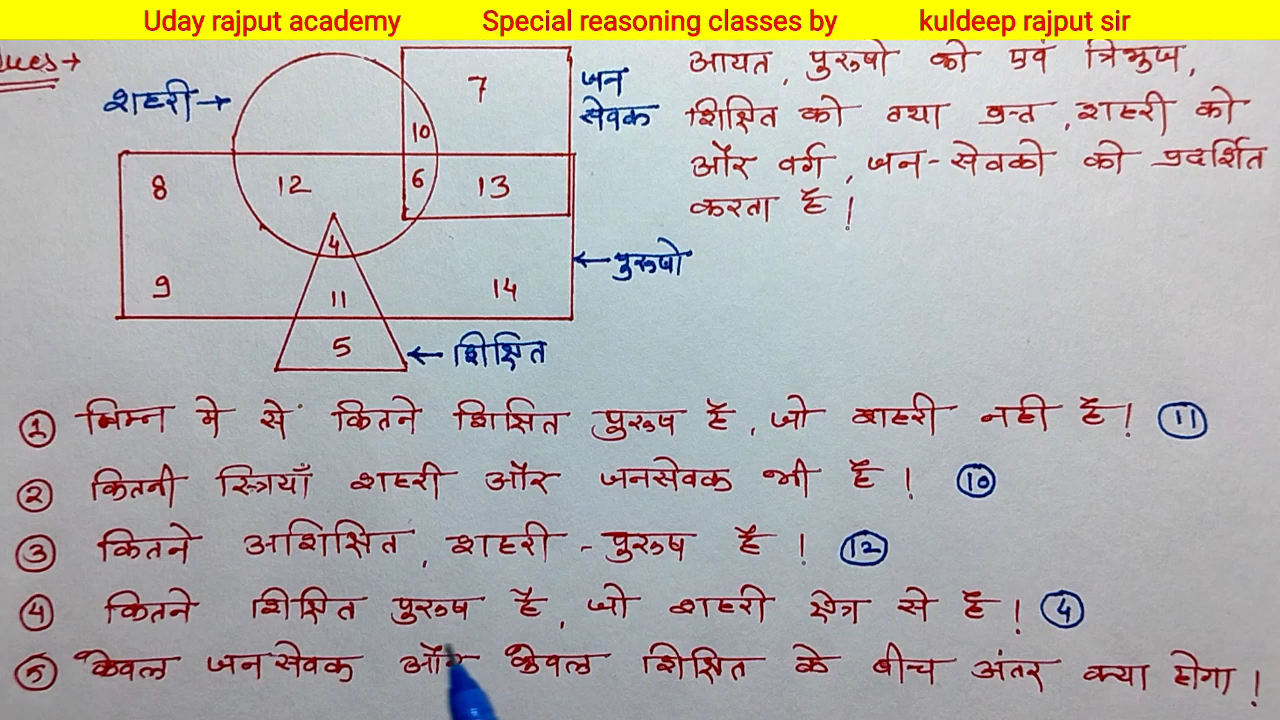 Uday rajput academy Special reasoning classes by kuldeep rajput sir
Ques→
शहरी→
7
जन
सेवक
10
8
12
6
13
4
9
11
14
←पुरुषो
5
←शिक्षित
आयत, पुरुषो को एवं त्रिभुज,
शिक्षित को तथा व्रत्त, शहरी को
और वर्ग, जन-सेवको को प्रदर्शित
करता है!
① निम्न मे से कितने शिक्षित पुरुष है, जो शहरी नही है! 11
② कितनी स्त्रियाँ शहरी और जनसेवक भी है! 10
③ कितने अशिक्षित, शहरी-पुरुष है! 12
④ कितने शिक्षित पुरुष है, जो शहरी क्षेत्र से है! 4
⑤ केवल जनसेवक और केवल शिक्षित के बीच अंतर क्या होगा!